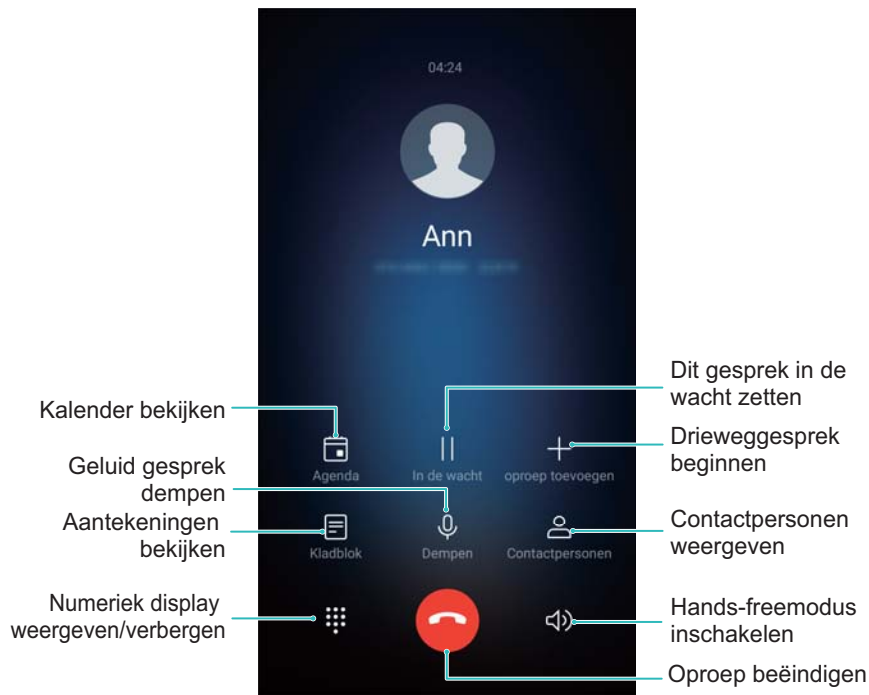 04:24
Ann
Kalender bekijken
Geluid gesprek
dempen
Aantekeningen
bekijken
Numeriek display
weergeven/verbergen
Agenda
In de wacht
oproep toevoegen
Kladblok
Dempen
Contactpersonen
Dit gesprek in de
wacht zetten
Drieweggesprek
beginnen
Contactpersonen
weergeven
Hands-freemodus
inschakelen
Oproep beëindigen